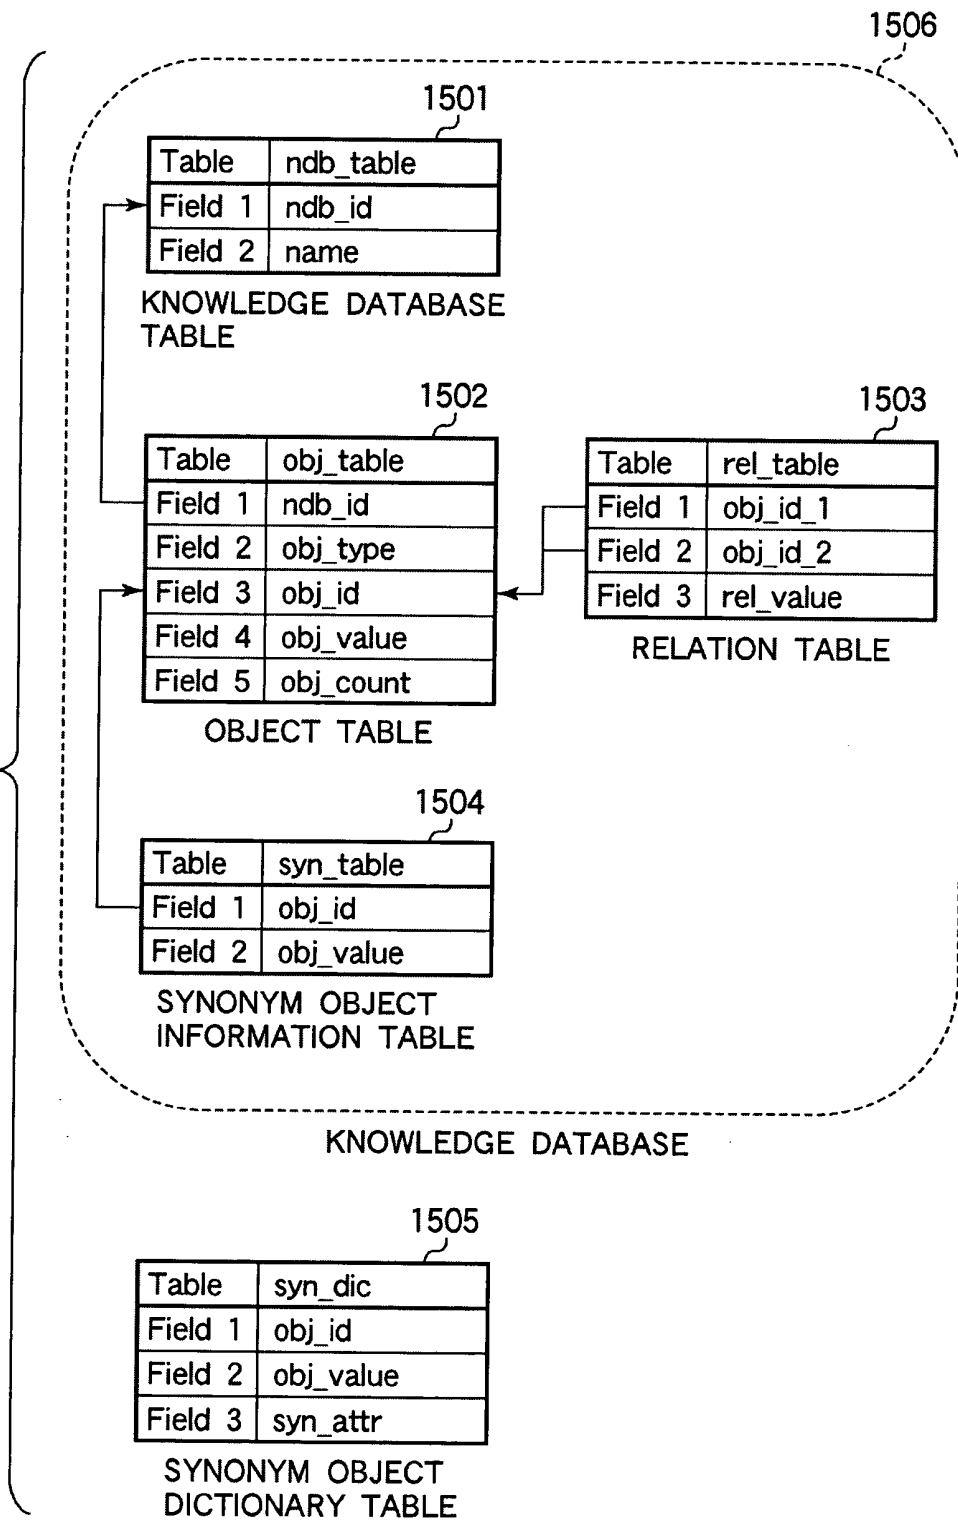 1506
1501
Table ndb_table
Field 1 ndb_id
Field 2 name
KNOWLEDGE DATABASE
TABLE
1502
Table obj_table
Field 1 ndb_id
Field 2 obj_type
Field 3 obj_id
Field 4 obj_value
Field 5 obj_count
OBJECT TABLE
1503
Table rel_table
Field 1 obj_id_1
Field 2 obj_id_2
Field 3 rel_value
RELATION TABLE
1504
Table syn_table
Field 1 obj_id
Field 2 obj_value
SYNONYM OBJECT
INFORMATION TABLE
KNOWLEDGE DATABASE
1505
Table syn_dic
Field 1 obj_id
Field 2 obj_value
Field 3 syn_attr
SYNONYM OBJECT
DICTIONARY TABLE